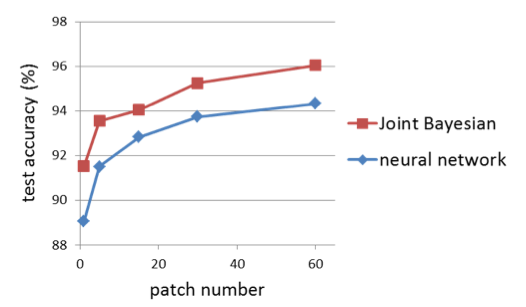 98
96
94
92
90
88
0
20
40
60
test accuracy (%)
patch number
Joint Bayesian
neural network